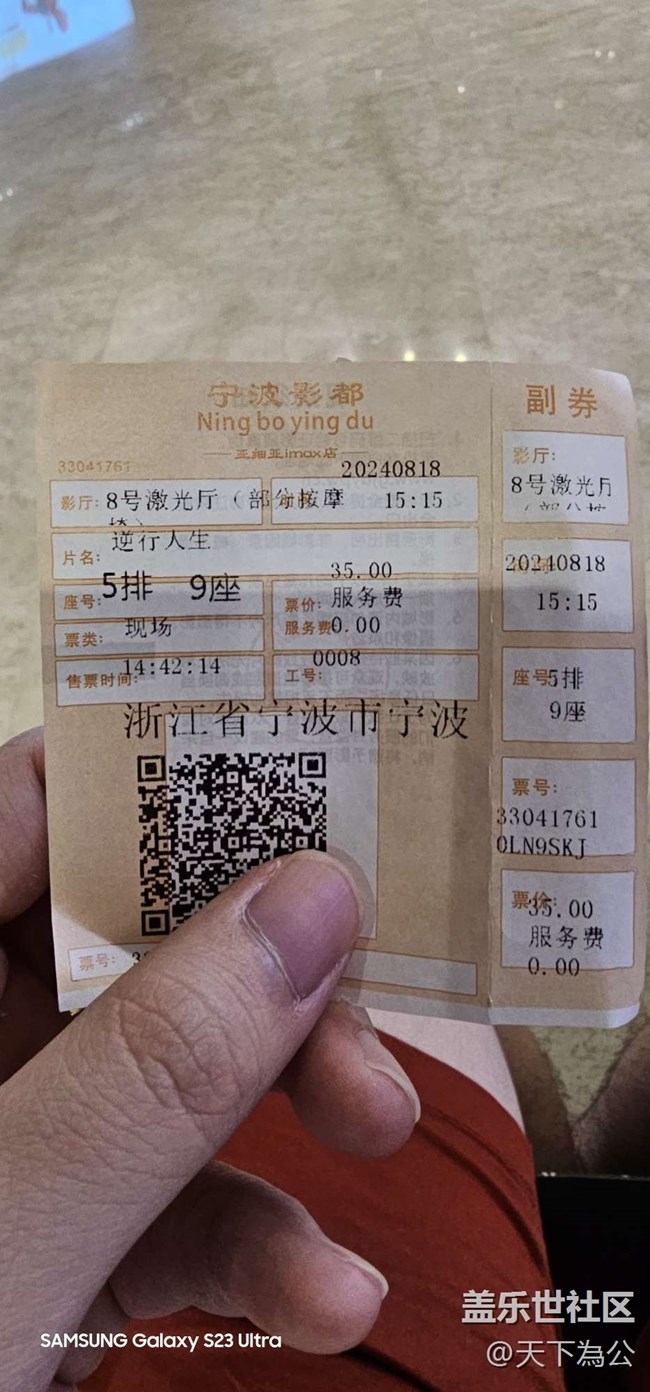 宁波影都
Ning bo ying du
亚细亚imax店
33041761
20240818
影厅: 8号激光厅（部分按摩
15:15
片名: 逆行人生
座号: 5排 9座
票价: 35.00
服务费
票类: 现场
服务费: 0.00
售票时间: 14:42:14
工号: 0008
浙江省宁波市宁波
票号: 3
副券
影厅:
8号激光厅
20240818
15:15
座号: 5排
9座
票号:
33041761
0LN9SKJ
票价: 35.00
服务费
0.00
SAMSUNG Galaxy S23 Ultra
盖乐世社区
@天下為公